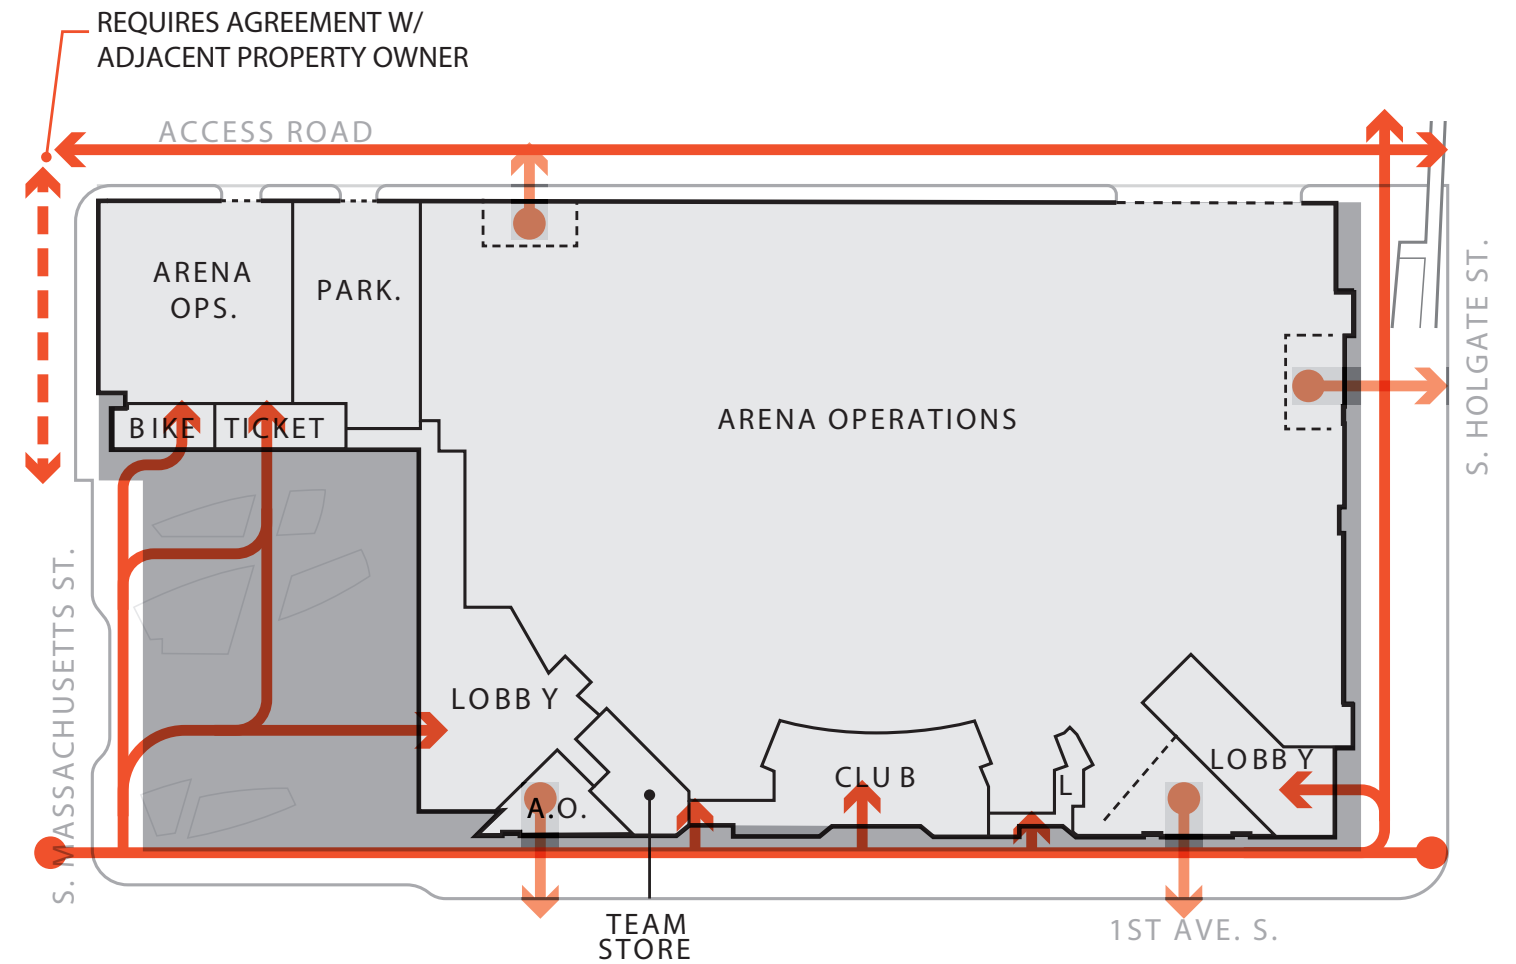 REQUIRES AGREEMENT W/
ADJACENT PROPERTY OWNER
ACCESS ROAD
ARENA
OPS.
PARK.
BIKE
TICKET
ARENA OPERATIONS
S. HOLGATE ST.
S. MASSACHUSETTS ST.
LOBBY
A.O.
CLUB
L
LOBBY
TEAM
STORE
1ST AVE. S.